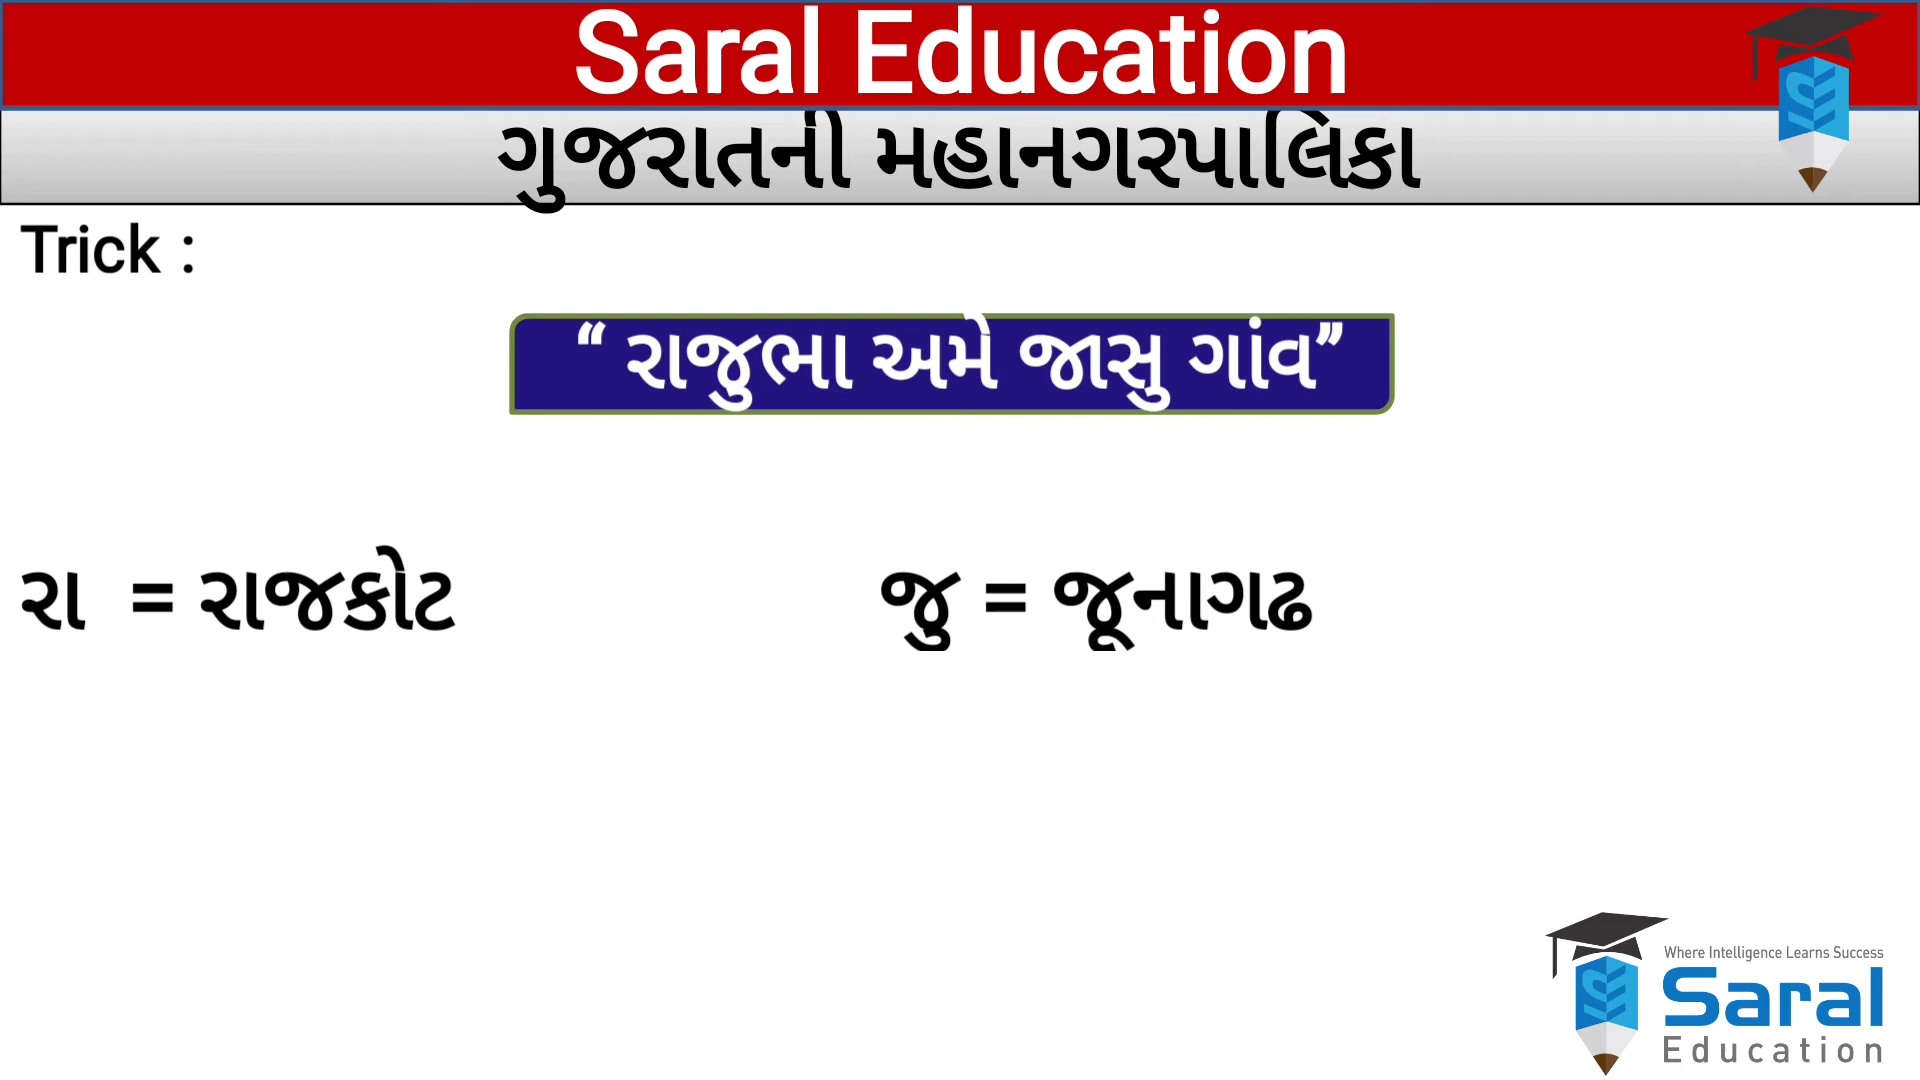 Saral Education
ગુજરાતની મહાનગરપાલિકા
Trick :
“ રાજુભા અમે જાસુ ગાંવ”
રા = રાજકોટ
જુ = જૂનાગઢ
Where Intelligence Learns Success
Saral
Education